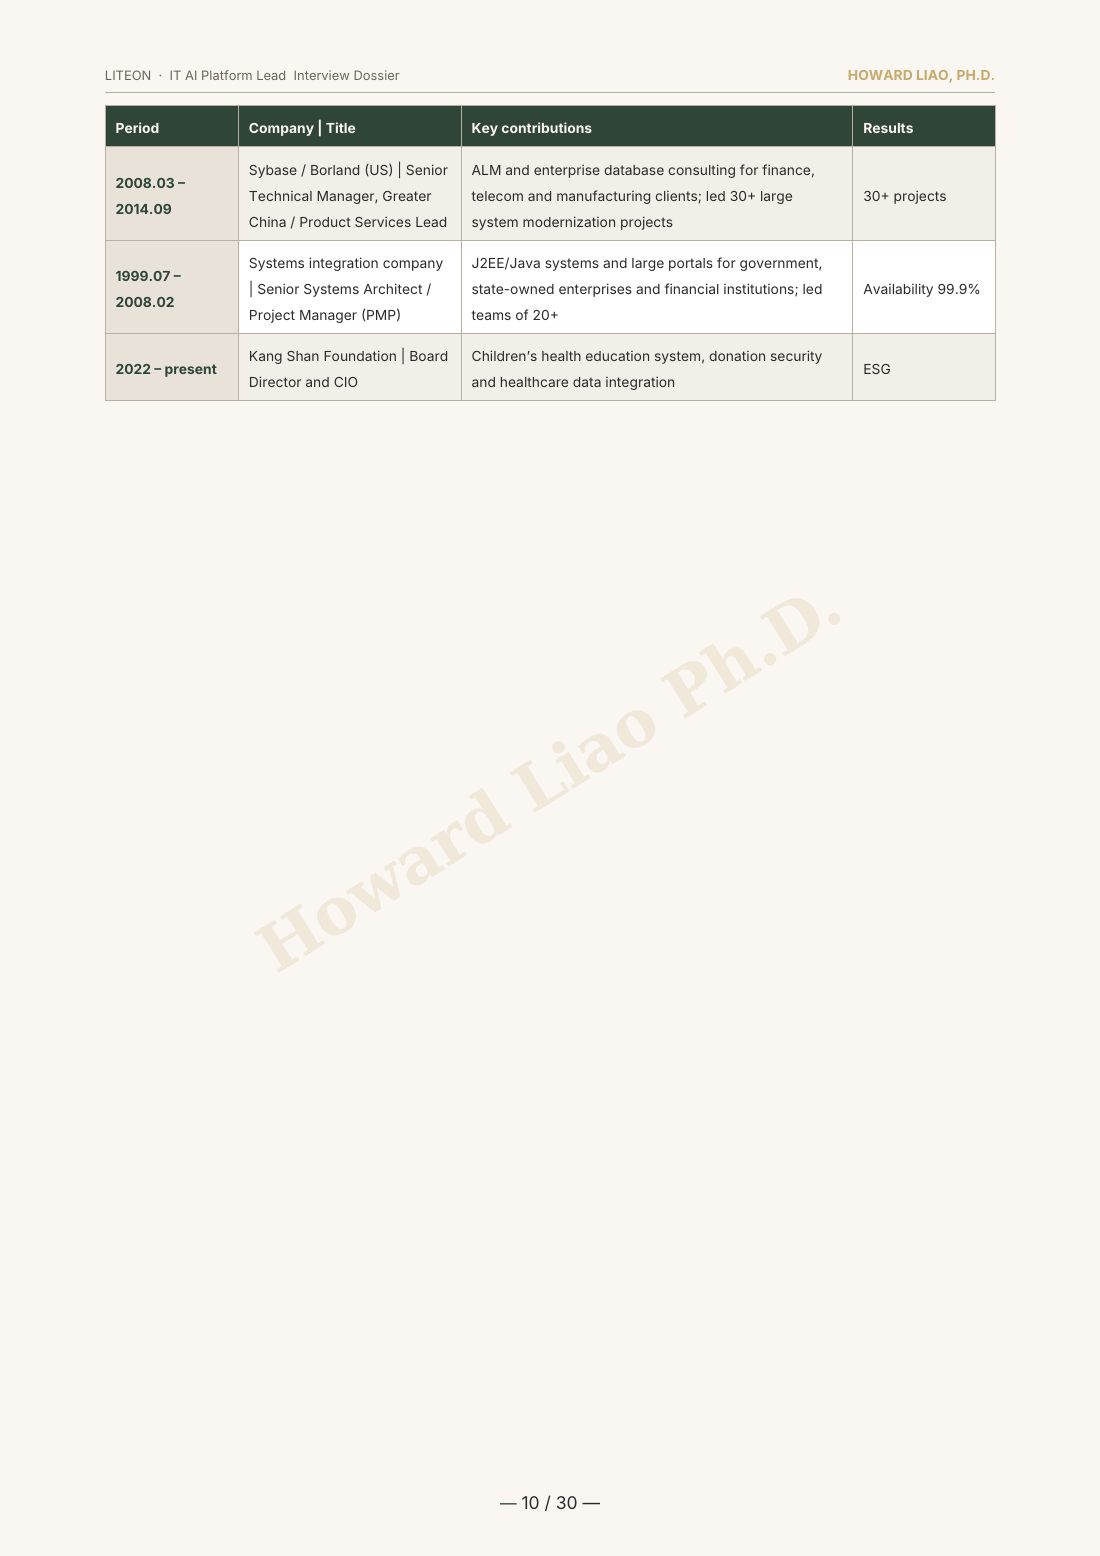 LITEON · IT AI Platform Lead Interview Dossier
HOWARD LIAO, PH.D.
Period
Company | Title
Key contributions
Results
2008.03 –
2014.09
Sybase / Borland (US) | Senior
Technical Manager, Greater
China / Product Services Lead
ALM and enterprise database consulting for finance,
telecom and manufacturing clients; led 30+ large
system modernization projects
30+ projects
1999.07 –
2008.02
Systems integration company
| Senior Systems Architect /
Project Manager (PMP)
J2EE/Java systems and large portals for government,
state-owned enterprises and financial institutions; led
teams of 20+
Availability 99.9%
2022 – present
Kang Shan Foundation | Board
Director and CIO
Children’s health education system, donation security
and healthcare data integration
ESG
Howard Liao Ph.D.
— 10 / 30 —